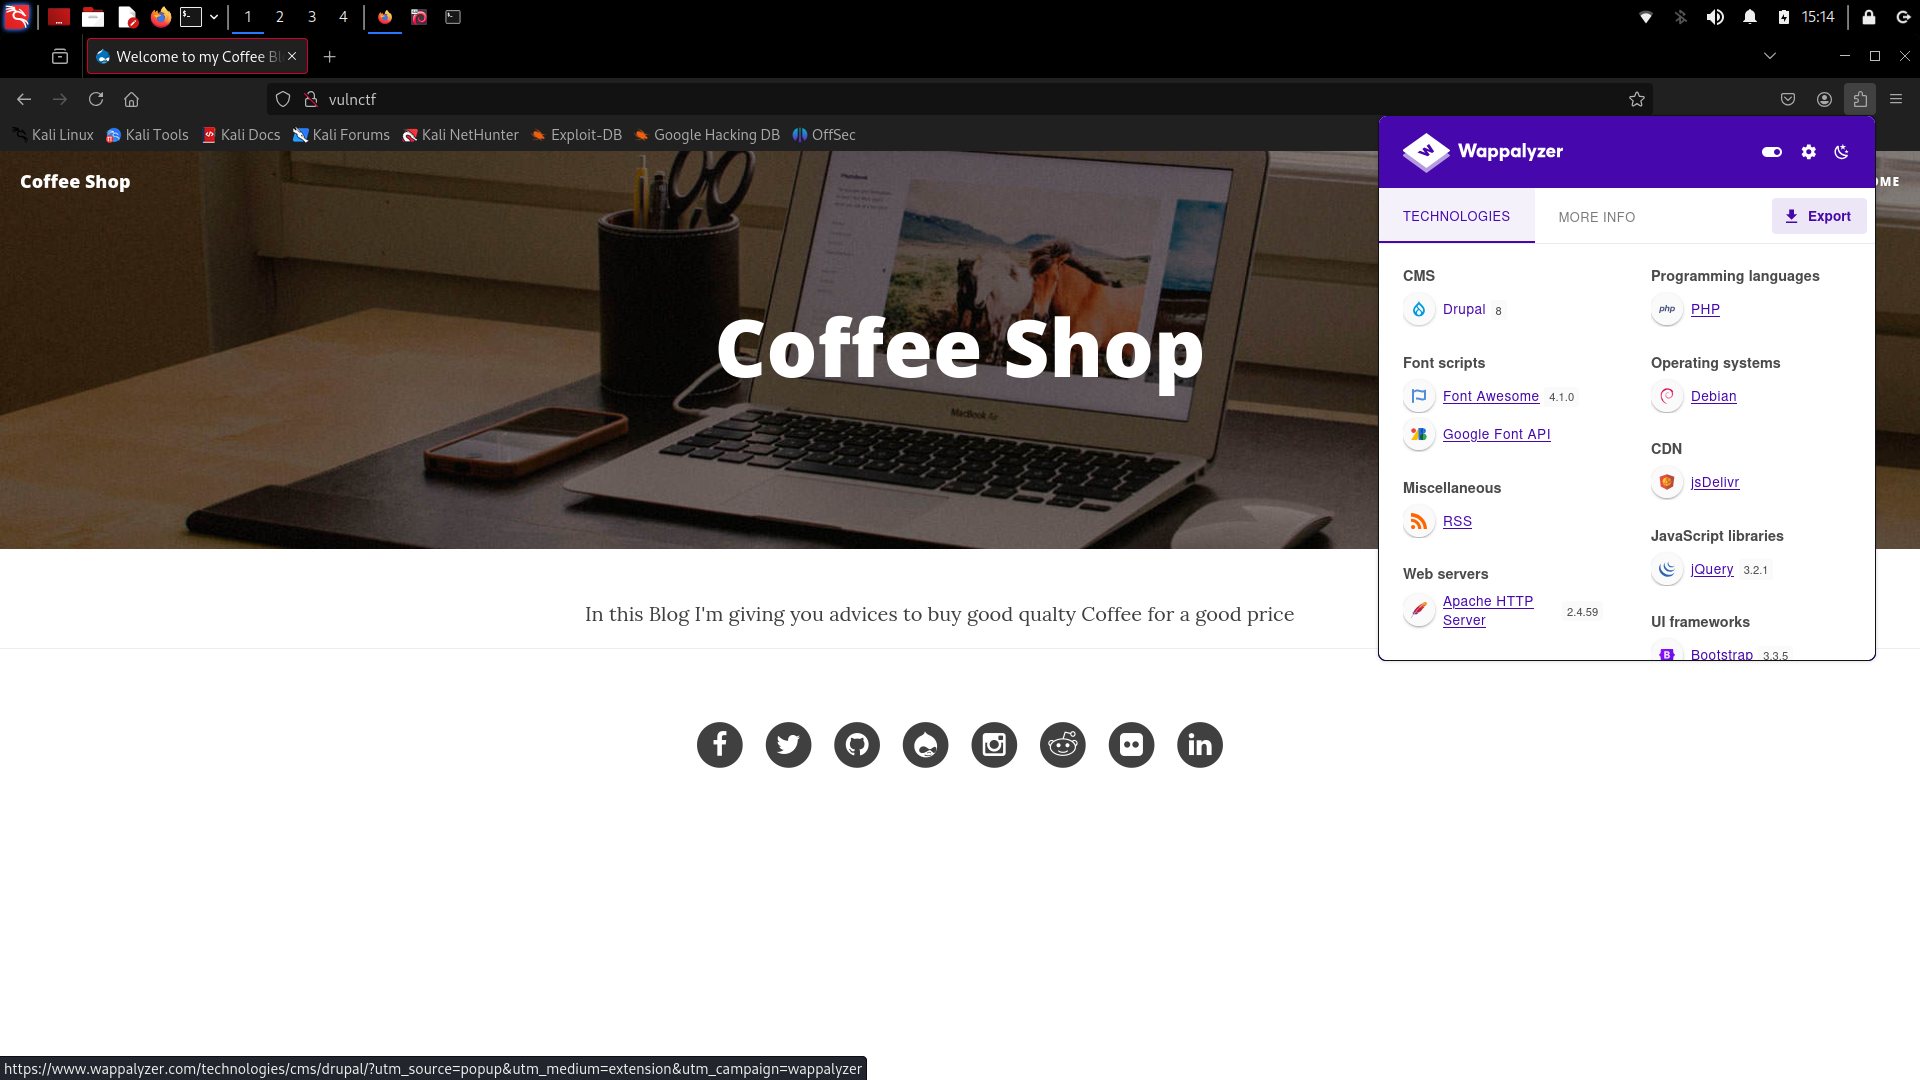 1 2 3 4
15:14
Welcome to my Coffee Bl
vulnctf
Kali Linux Kali Tools Kali Docs Kali Forums Kali NetHunter Exploit-DB Google Hacking DB OffSec
Coffee Shop
OME
Coffee Shop
MacBook Air
Wappalyzer
TECHNOLOGIES MORE INFO Export
CMS
Drupal 8
Font scripts
Font Awesome 4.1.0
Google Font API
Miscellaneous
RSS
Web servers
Apache HTTP
Server 2.4.59
Programming languages
php PHP
Operating systems
Debian
CDN
jsDelivr
JavaScript libraries
jQuery 3.2.1
UI frameworks
B Bootstrap 3.3.5
In this Blog I'm giving you advices to buy good qualty Coffee for a good price
https://www.wappalyzer.com/technologies/cms/drupal/?utm_source=popup&utm_medium=extension&utm_campaign=wappalyzer